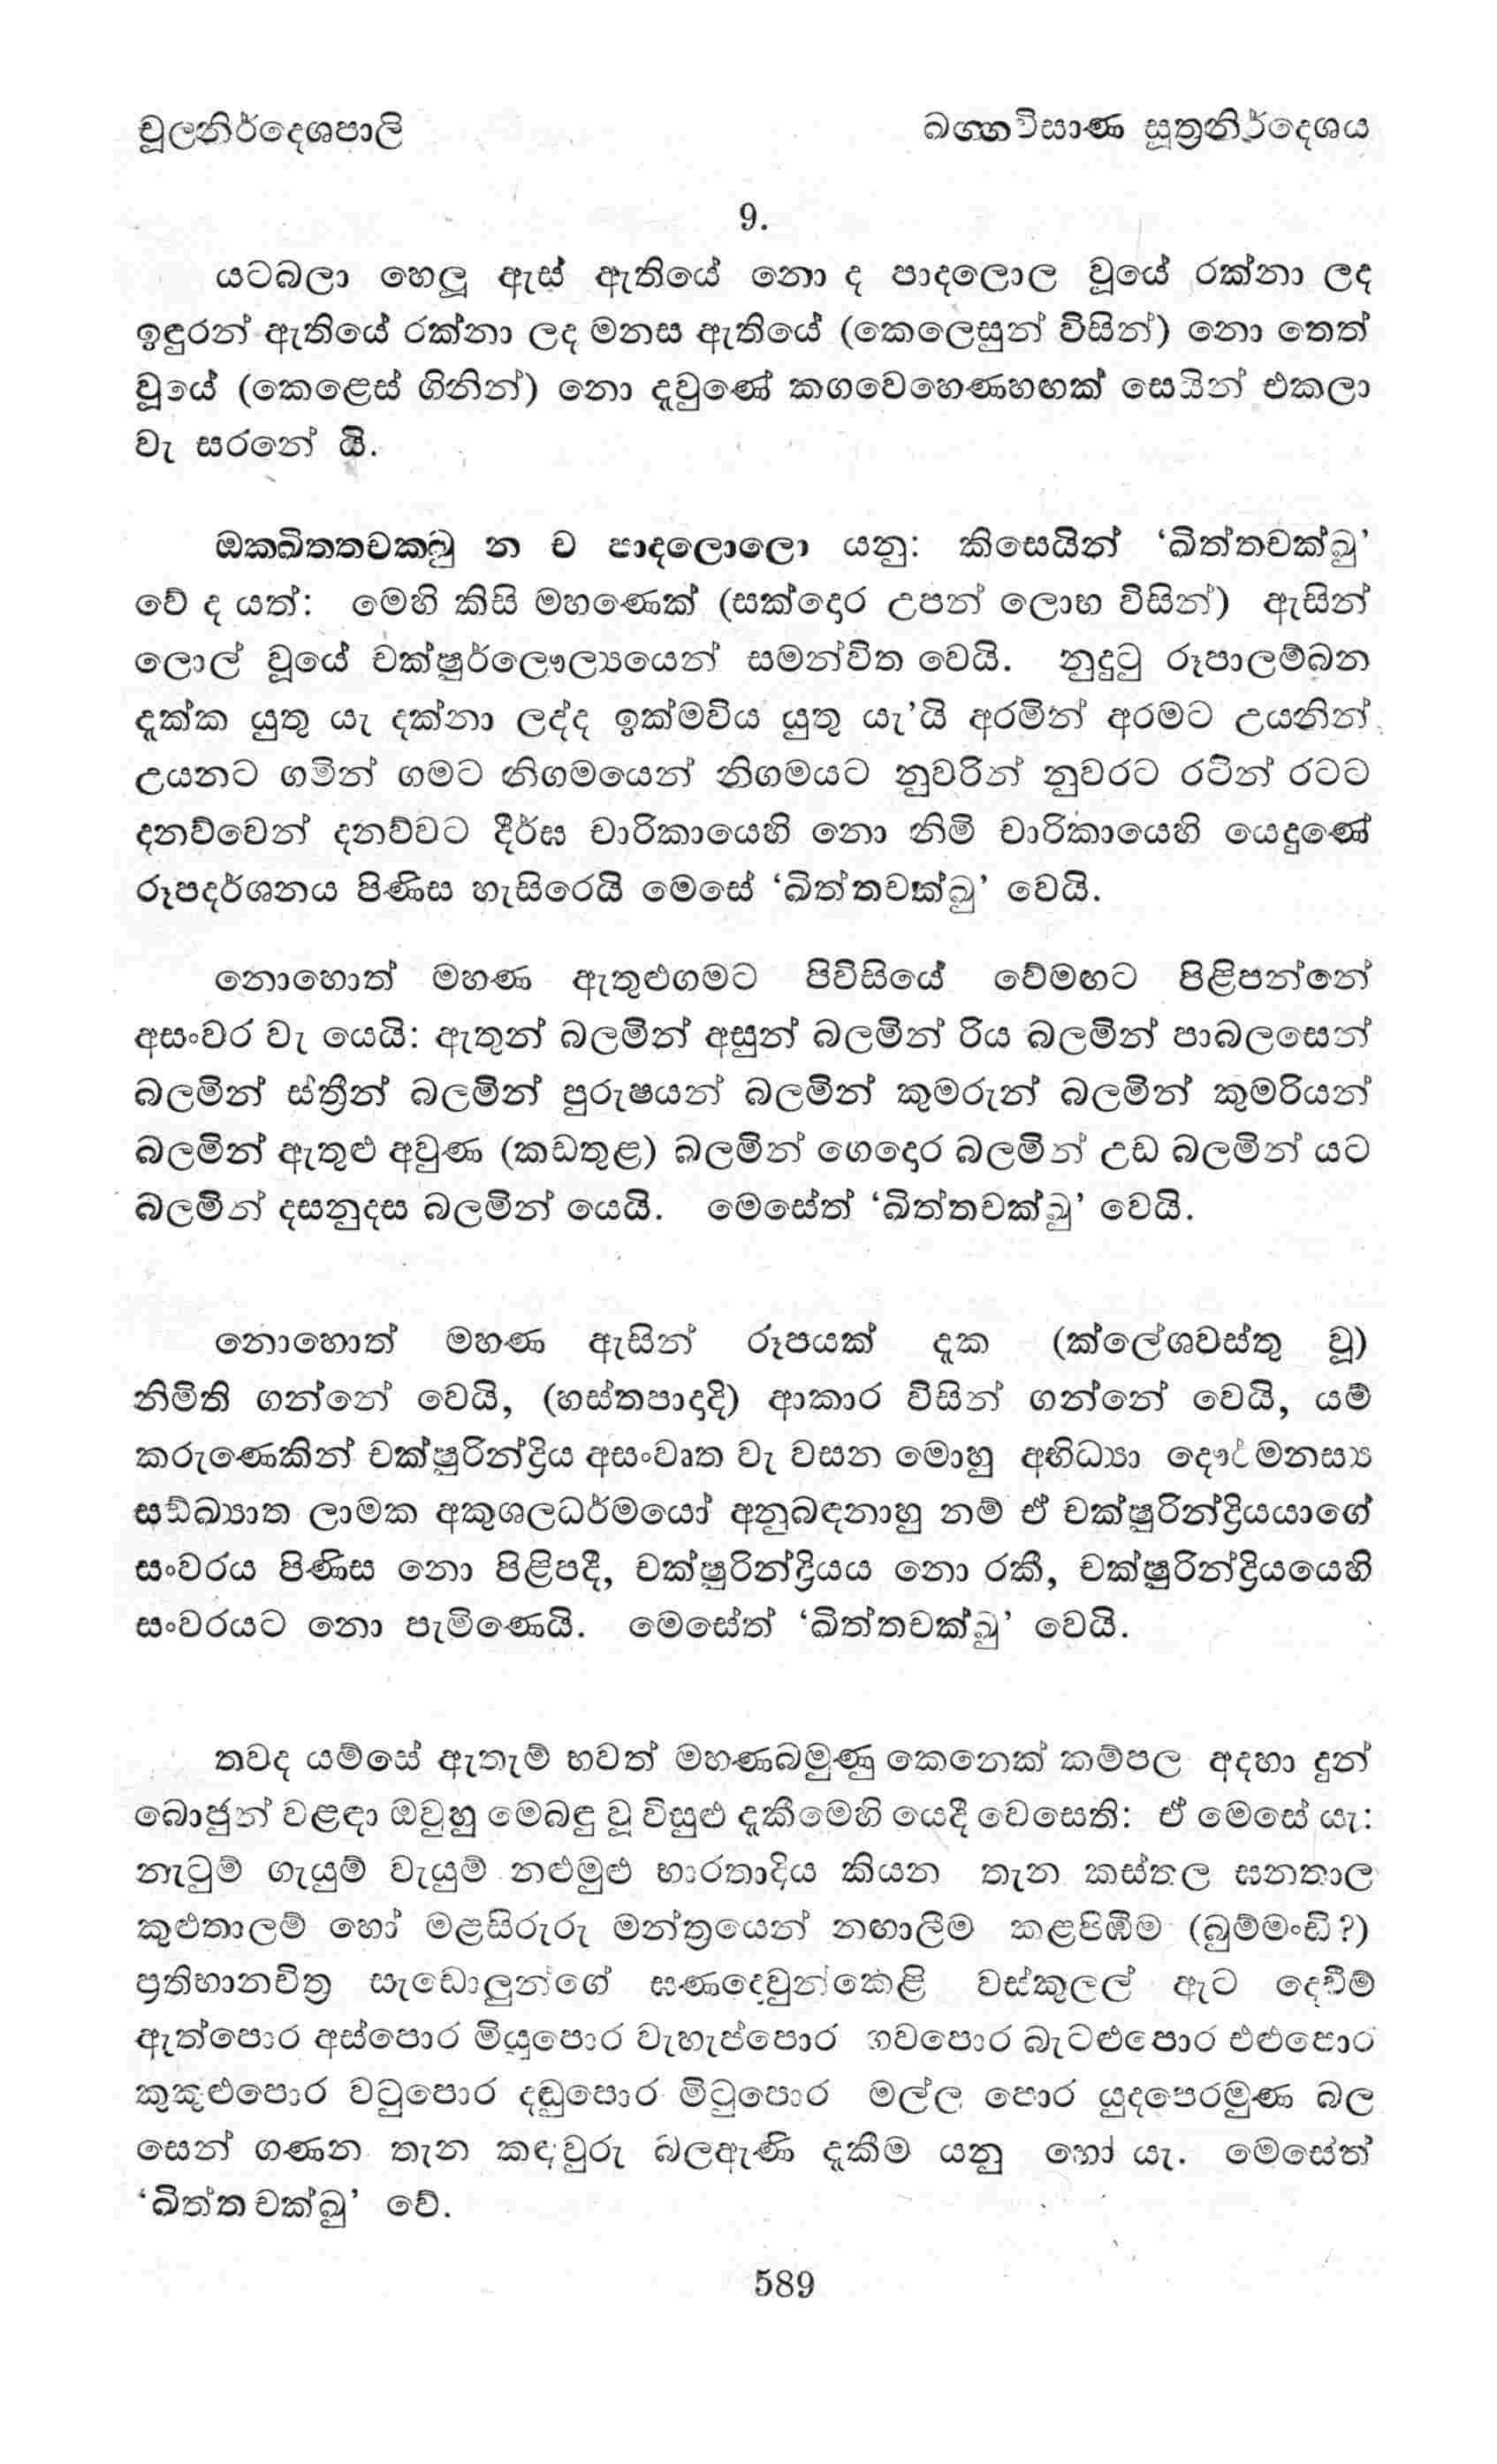 චූලනිර්දෙශපාලි
ඛග්ගවිසාණ සූත්‍රනිර්දෙශය
9.
යටබලා හෙලූ ඇස් ඇතියේ නො ද පාදලොල වූයේ රක්නා ලද
ඉඳුරන් ඇතියේ රක්නා ලද මනස ඇතියේ (කෙලෙසුන් විසින්) නො තෙත්
වූයේ (කෙළෙස් ගිනින්) නො දැවුණේ කගවෙහෙණහඟක් සෙයින් එකලා
වැ සරනේ යි.
ඔක්ඛිත්තචක්ඛු න ච පාදලොලො යනු: කිසෙයින් ‘ඛිත්තචක්ඛු’
වේ ද යත්: මෙහි කිසි මහණෙක් (සක්දොර උපන් ලොභ විසින්) ඇසින්
ලොල් වූයේ චක්ෂුර්ලෞල්‍යයෙන් සමන්විත වෙයි. නුදුටු රූපාලම්බන
දැක්ක යුතු යැ දක්නා ලද්ද ඉක්මවිය යුතු යැ’යි අරමින් අරමට උයනින්
උයනට ගමින් ගමට නිගමයෙන් නිගමයට නුවරින් නුවරට රටින් රටට
දනව්වෙන් දනව්වට දීර්ඝ චාරිකායෙහි නො නිමි චාරිකායෙහි යෙදුණේ
රූපදර්ශනය පිණිස හැසිරෙයි මෙසේ ‘ඛිත්තචක්ඛු’ වෙයි.
නොහොත් මහණ ඇතුළුගමට පිවිසියේ වේමඟට පිළිපන්නේ
අසංවර වැ යෙයි: ඇතුන් බලමින් අසුන් බලමින් රිය බලමින් පාබලසෙන්
බලමින් ස්ත්‍රීන් බලමින් පුරුෂයන් බලමින් කුමරුන් බලමින් කුමරියන්
බලමින් ඇතුළු අවුණ (කඩතුළ) බලමින් ගෙදොර බලමින් උඩ බලමින් යට
බලමින් දසනුදස බලමින් යෙයි. මෙසේත් ‘ඛිත්තචක්ඛු’ වෙයි.
නොහොත් මහණ ඇසින් රූපයක් දැක (ක්ලේශවස්තු වූ)
නිමිති ගන්නේ වෙයි, (හස්තපාදාදි) ආකාර විසින් ගන්නේ වෙයි, යම්
කරුණෙකින් චක්ෂුරින්ද්‍රිය අසංවෘත වැ වසන මොහු අභිධ්‍යා දෞර්මනස්‍ය
සඞ්ඛ්‍යාත ලාමක අකුශලධර්මයෝ අනුබඳනාහු නම් ඒ චක්ෂුරින්ද්‍රියයාගේ
සංවරය පිණිස නො පිළිපදී, චක්ෂුරින්ද්‍රියය නො රකී, චක්ෂුරින්ද්‍රියයෙහි
සංවරයට නො පැමිණෙයි. මෙසේත් ‘ඛිත්තචක්ඛු’ වෙයි.
තවද යම්සේ ඇතැම් භවත් මහණබමුණු කෙනෙක් කම්පල අදහා දුන්
බොජුන් වළඳා ඔවුහු මෙබඳු වූ විසුළු දැකීමෙහි යෙදී වෙසෙති: ඒ මෙසේ යැ:
නැටුම් ගැයුම් වැයුම් නළුමුළු භාරතාදිය කියන තැන කස්තල ඝනතාල
කුළුතාලම් හෝ මළසිරුරු මන්ත්‍රයෙන් නඟාලීම කළපිඹීම (බුම්මංඩි?)
ප්‍රතිභානචිත්‍ර සැඩොලුන්ගේ ඝණදෙවුන්කෙළි වස්කුලල් ඇට දෙවීම්
ඇත්පොර අස්පොර මියුපොර වැහැප්පොර ගවපොර බැටළුපොර එළුපොර
කුකුළුපොර වටුපොර දඬුපොර මිටුපොර මල්ල පොර යුදපෙරමුණ බල
සෙන් ගණන තැන කඳවුරු බලඇණි දැකීම යනු හෝ යැ. මෙසේත්
‘ඛිත්ත චක්ඛු’ වේ.
589